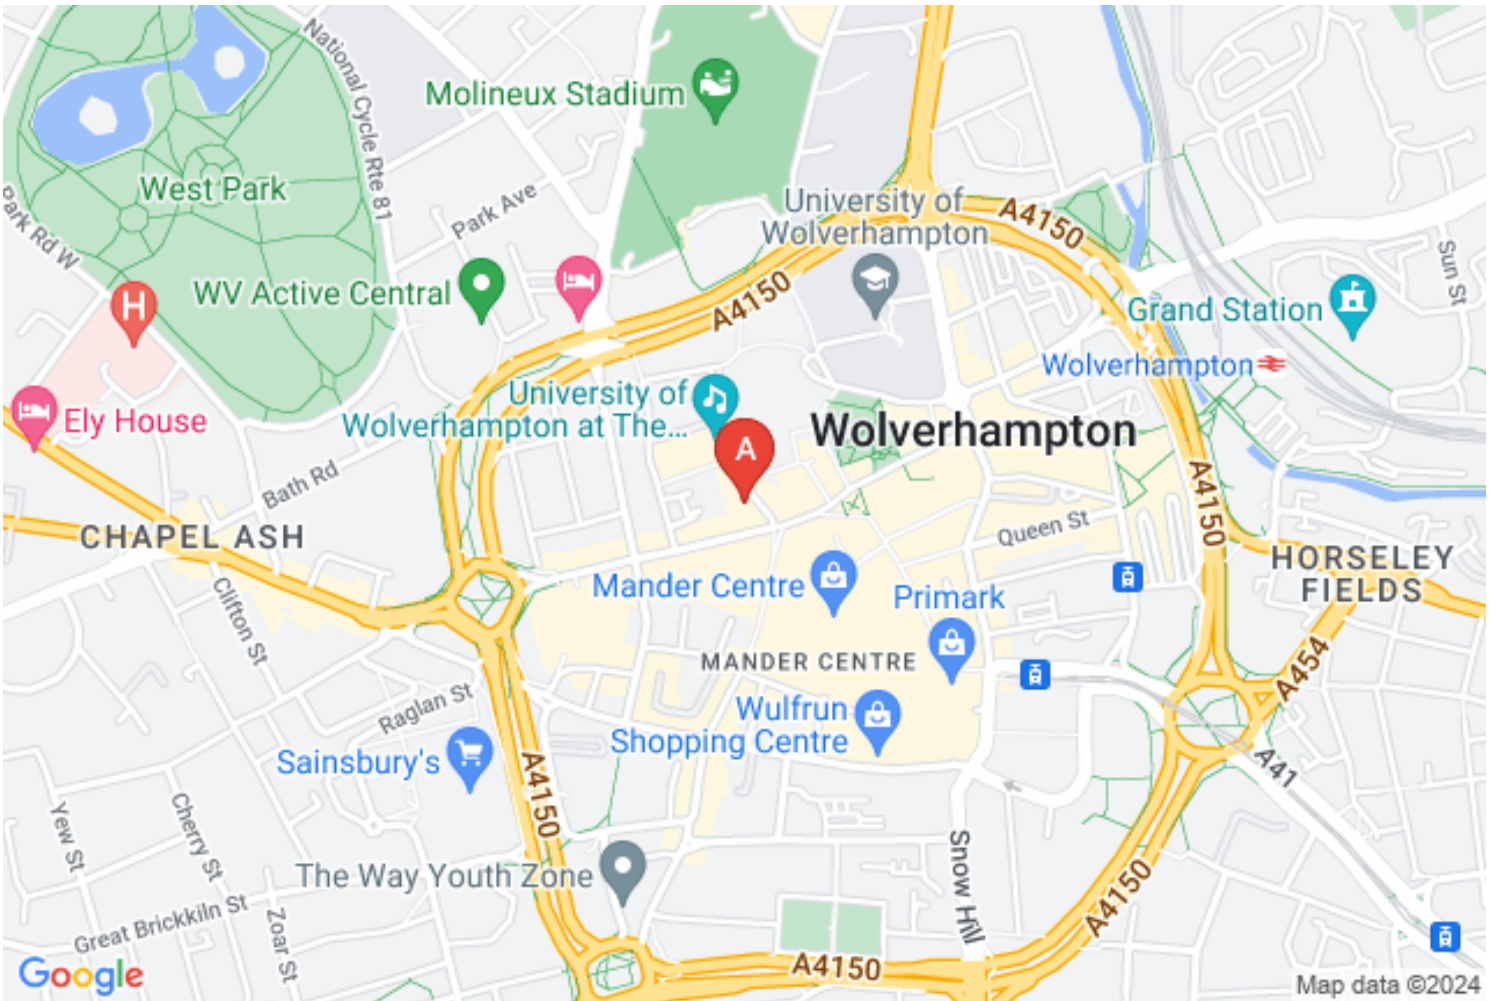 National Cycle Rte 81
Molineux Stadium
West Park
Park Ave
Park Rd W
University of
Wolverhampton
A4150
Sun St
WV Active Central
A4150
H
Grand Station
Wolverhampton
University of
Wolverhampton at The...
Ely House
A
Wolverhampton
Bath Rd
A4150
CHAPEL ASH
Queen St
HORSELEY
FIELDS
Mander Centre
Primark
Clifton St
MANDER CENTRE
A454
Raglan St
Wulfrun
Shopping Centre
Sainsbury's
A41
A4150
Yew St
Cherry St
The Way Youth Zone
Snow Hill
A4150
Great Brickkiln St
Zoar St
A4150
Google
Map data ©2024